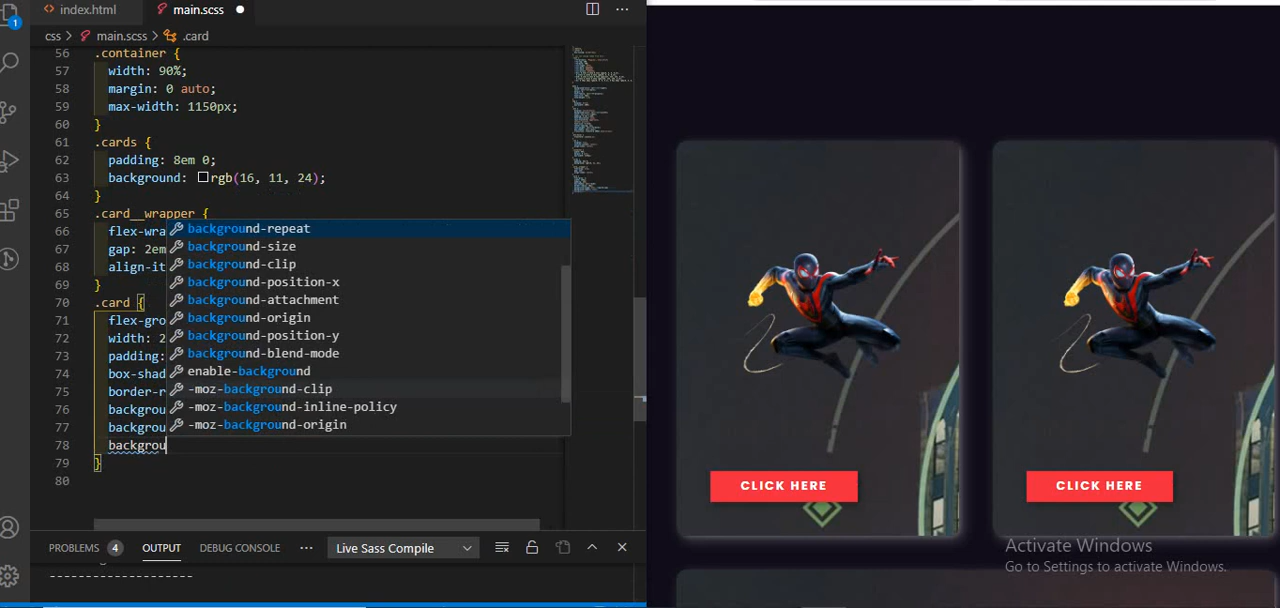 index.html
main.scss
css > main.scss > .card
56 .container {
57 width: 90%;
58 margin: 0 auto;
59 max-width: 1150px;
60 }
61 .cards {
62 padding: 8em 0;
63 background: rgb(16, 11, 24);
64 }
65 .card__wrapper {
66 flex-wra
67 gap: 2em
68 align-it
69 }
70 .card {
71 flex-gro
72 width: 2
73 padding:
74 box-shad
75 border-r
76 backgrou
77 backgrou
78 backgrou
79 }
80
background-repeat
background-size
background-clip
background-position-x
background-attachment
background-origin
background-position-y
background-blend-mode
enable-background
-moz-background-clip
-moz-background-inline-policy
-moz-background-origin
PROBLEMS 4 OUTPUT DEBUG CONSOLE ... Live Sass Compile
--------------------
1
CLICK HERE
CLICK HERE
Activate Windows
Go to Settings to activate Windows.